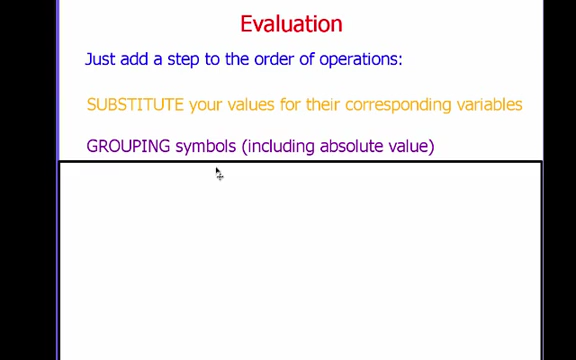 Evaluation
Just add a step to the order of operations:
SUBSTITUTE your values for their corresponding variables
GROUPING symbols (including absolute value)